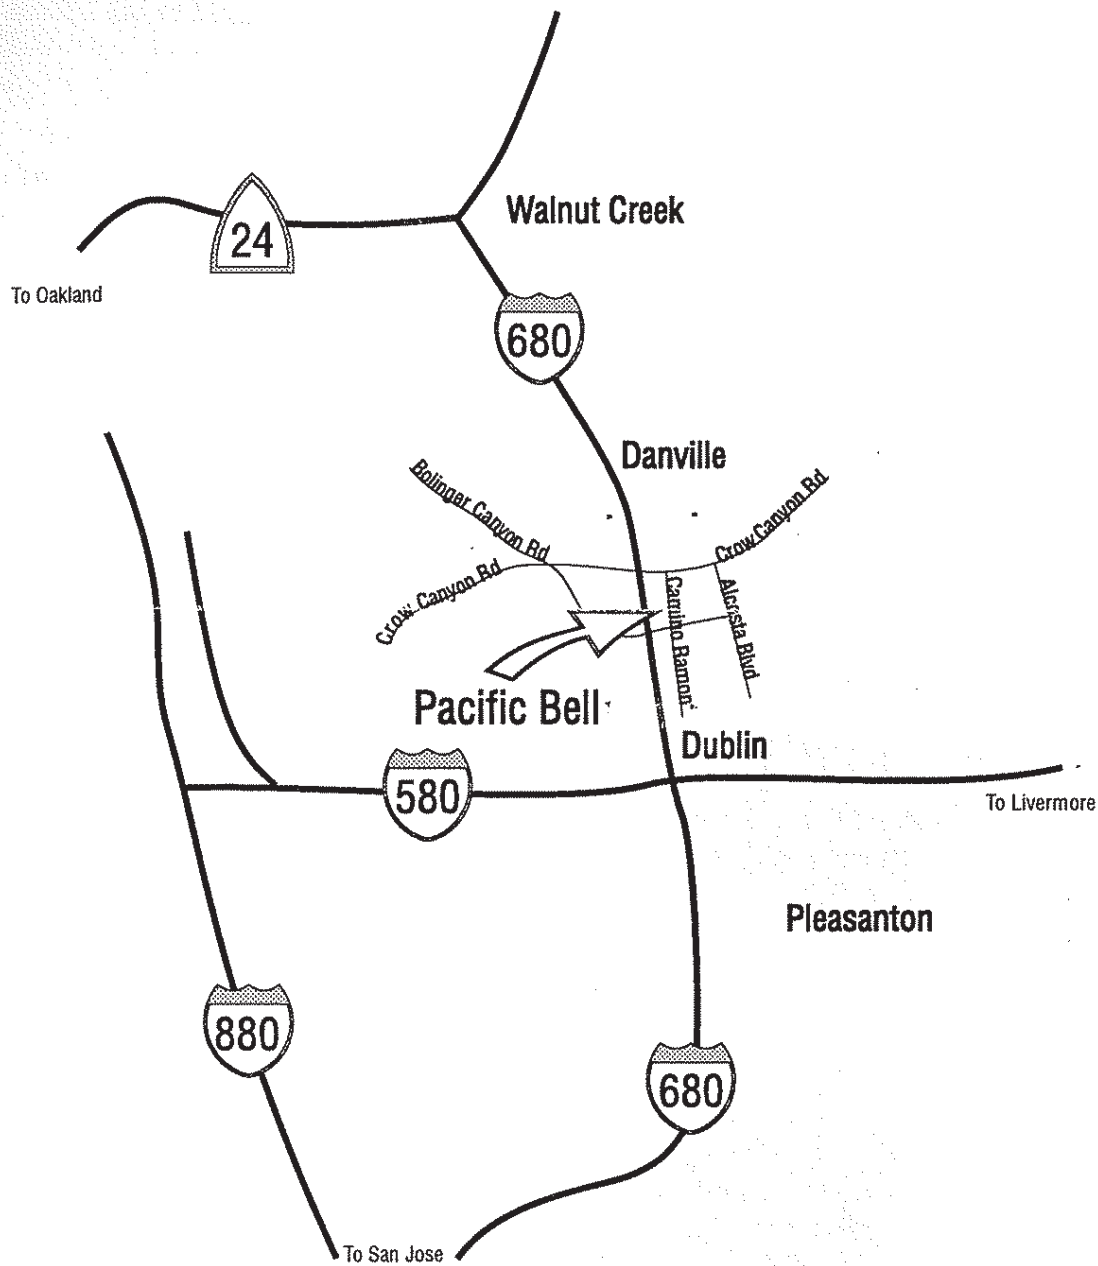 Walnut Creek
24
To Oakland
680
Danville
Bolinger Canyon Rd
Crow Canyon Rd
Crow Canyon Rd
Camino Ramon
Alcosta Blvd
Pacific Bell
Dublin
580
To Livermore
Pleasanton
880
680
To San Jose